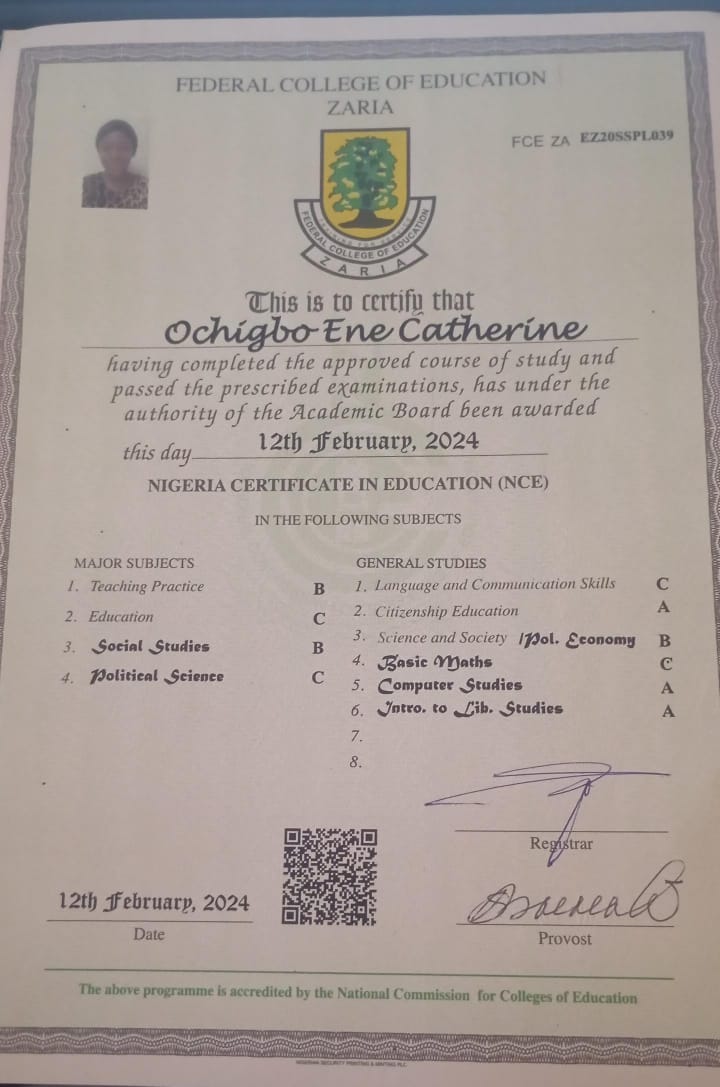 FEDERAL COLLEGE OF EDUCATION
ZARIA
FCE ZA EZ20SSPL039
FEDERAL COLLEGE OF EDUCATION
ZARIA
This is to certify that
Ochigbo Ene Catherine
having completed the approved course of study and
passed the prescribed examinations, has under the
authority of the Academic Board been awarded
this day 12th February, 2024
NIGERIA CERTIFICATE IN EDUCATION (NCE)
IN THE FOLLOWING SUBJECTS
MAJOR SUBJECTS
1. Teaching Practice B
2. Education C
3. Social Studies B
4. Political Science C
GENERAL STUDIES
1. Language and Communication Skills C
2. Citizenship Education A
3. Science and Society /Pol. Economy B
4. Basic Maths C
5. Computer Studies A
6. Intro. to Lib. Studies A
7.
8.
Registrar
12th February, 2024
Date
Provost
The above programme is accredited by the National Commission for Colleges of Education